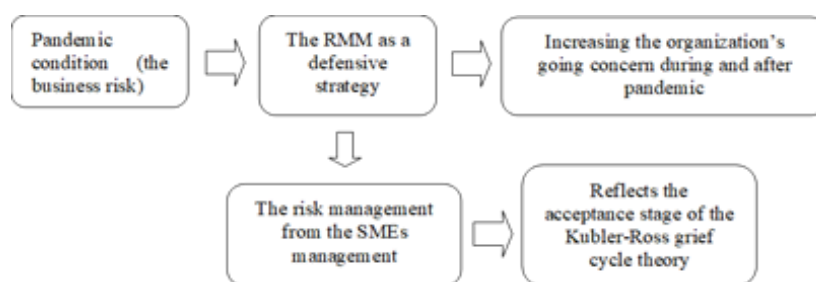 Pandemic
condition (the
business risk)
The RMM as a
defensive
strategy
Increasing the organization's
going concern during and after
pandemic
The risk management
from the SMEs
management
Reflects the
acceptance stage of the
Kubler-Ross grief
cycle theory